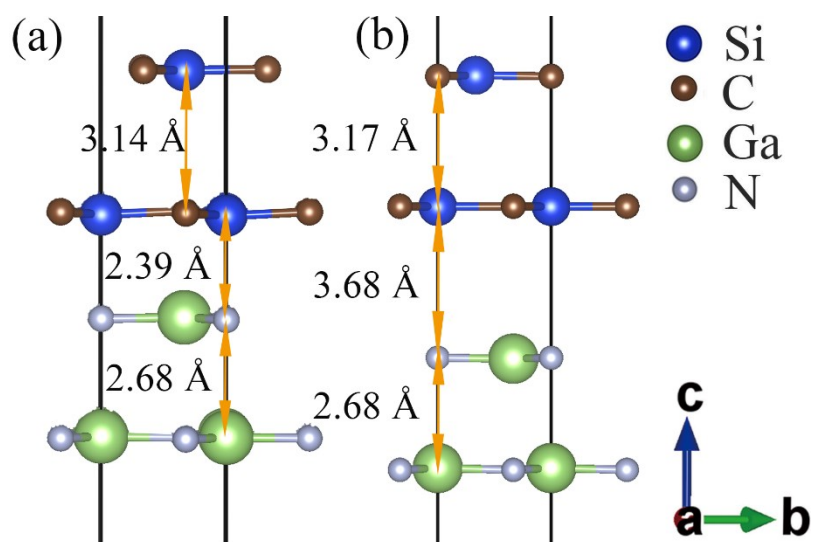 (a)
3.14 Å
2.39 Å
2.68 Å
(b)
3.17 Å
3.68 Å
2.68 Å
Si
C
Ga
N
c
a
b